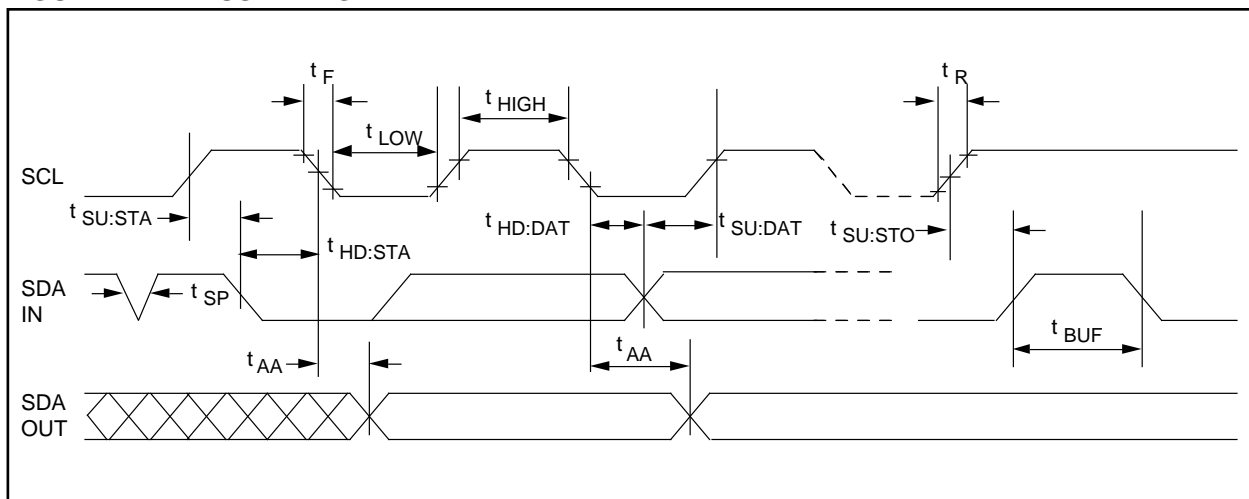 t F
t R
t HIGH
t LOW
SCL
t SU:STA
t HD:DAT
t SU:DAT
t SU:STO
t HD:STA
SDA
IN
t SP
t BUF
t AA
t AA
SDA
OUT